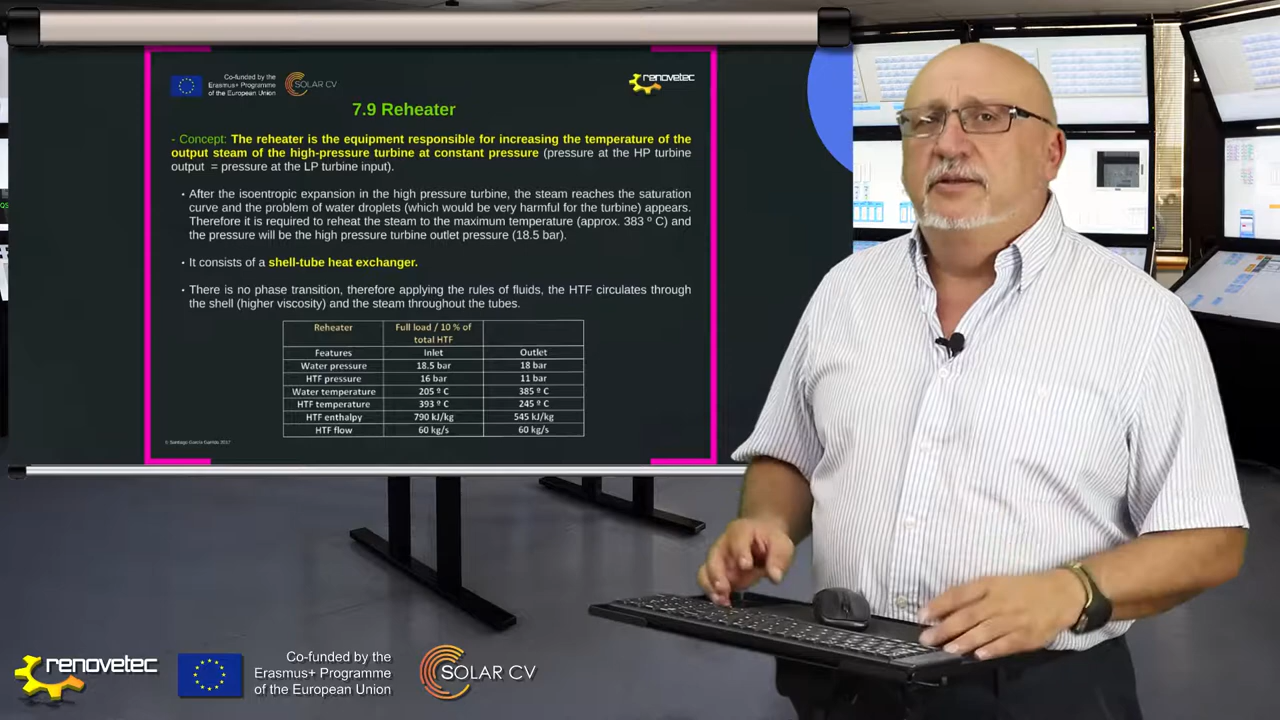 Co-funded by the
Erasmus+ Programme
of the European Union
SOLAR CV
renovetec
7.9 Reheater
- Concept: The reheater is the equipment responsible for increasing the temperature of the
output steam of the high pressure turbine at constant pressure (pressure at the HP turbine
output = pressure at the LP turbine input).
• After the isoentropic expansion in the high pressure turbine, the steam reaches the saturation
curve and the problem of water droplets (which would be very harmful for the turbine) appears.
Therefore it is required to reheat the steam to the maximum temperature (approx. 383 º C) and
the pressure will be the high pressure turbine outlet pressure (18.5 bar).
• It consists of a shell-tube heat exchanger.
• There is no phase transition, therefore applying the rules of fluids, the HTF circulates through
the shell (higher viscosity) and the steam throughout the tubes.
Reheater Full load / 10 % of
total HTF
Features Inlet Outlet
Water pressure 18.5 bar 18 bar
HTF pressure 16 bar 11 bar
Water temperature 205 º C 385 º C
HTF temperature 393 º C 245 º C
HTF enthalpy 790 kJ/kg 545 kJ/kg
HTF flow 60 kg/s 60 kg/s
© Santiago García Garrido 2017
renovetec
Co-funded by the
Erasmus+ Programme
of the European Union
SOLAR CV